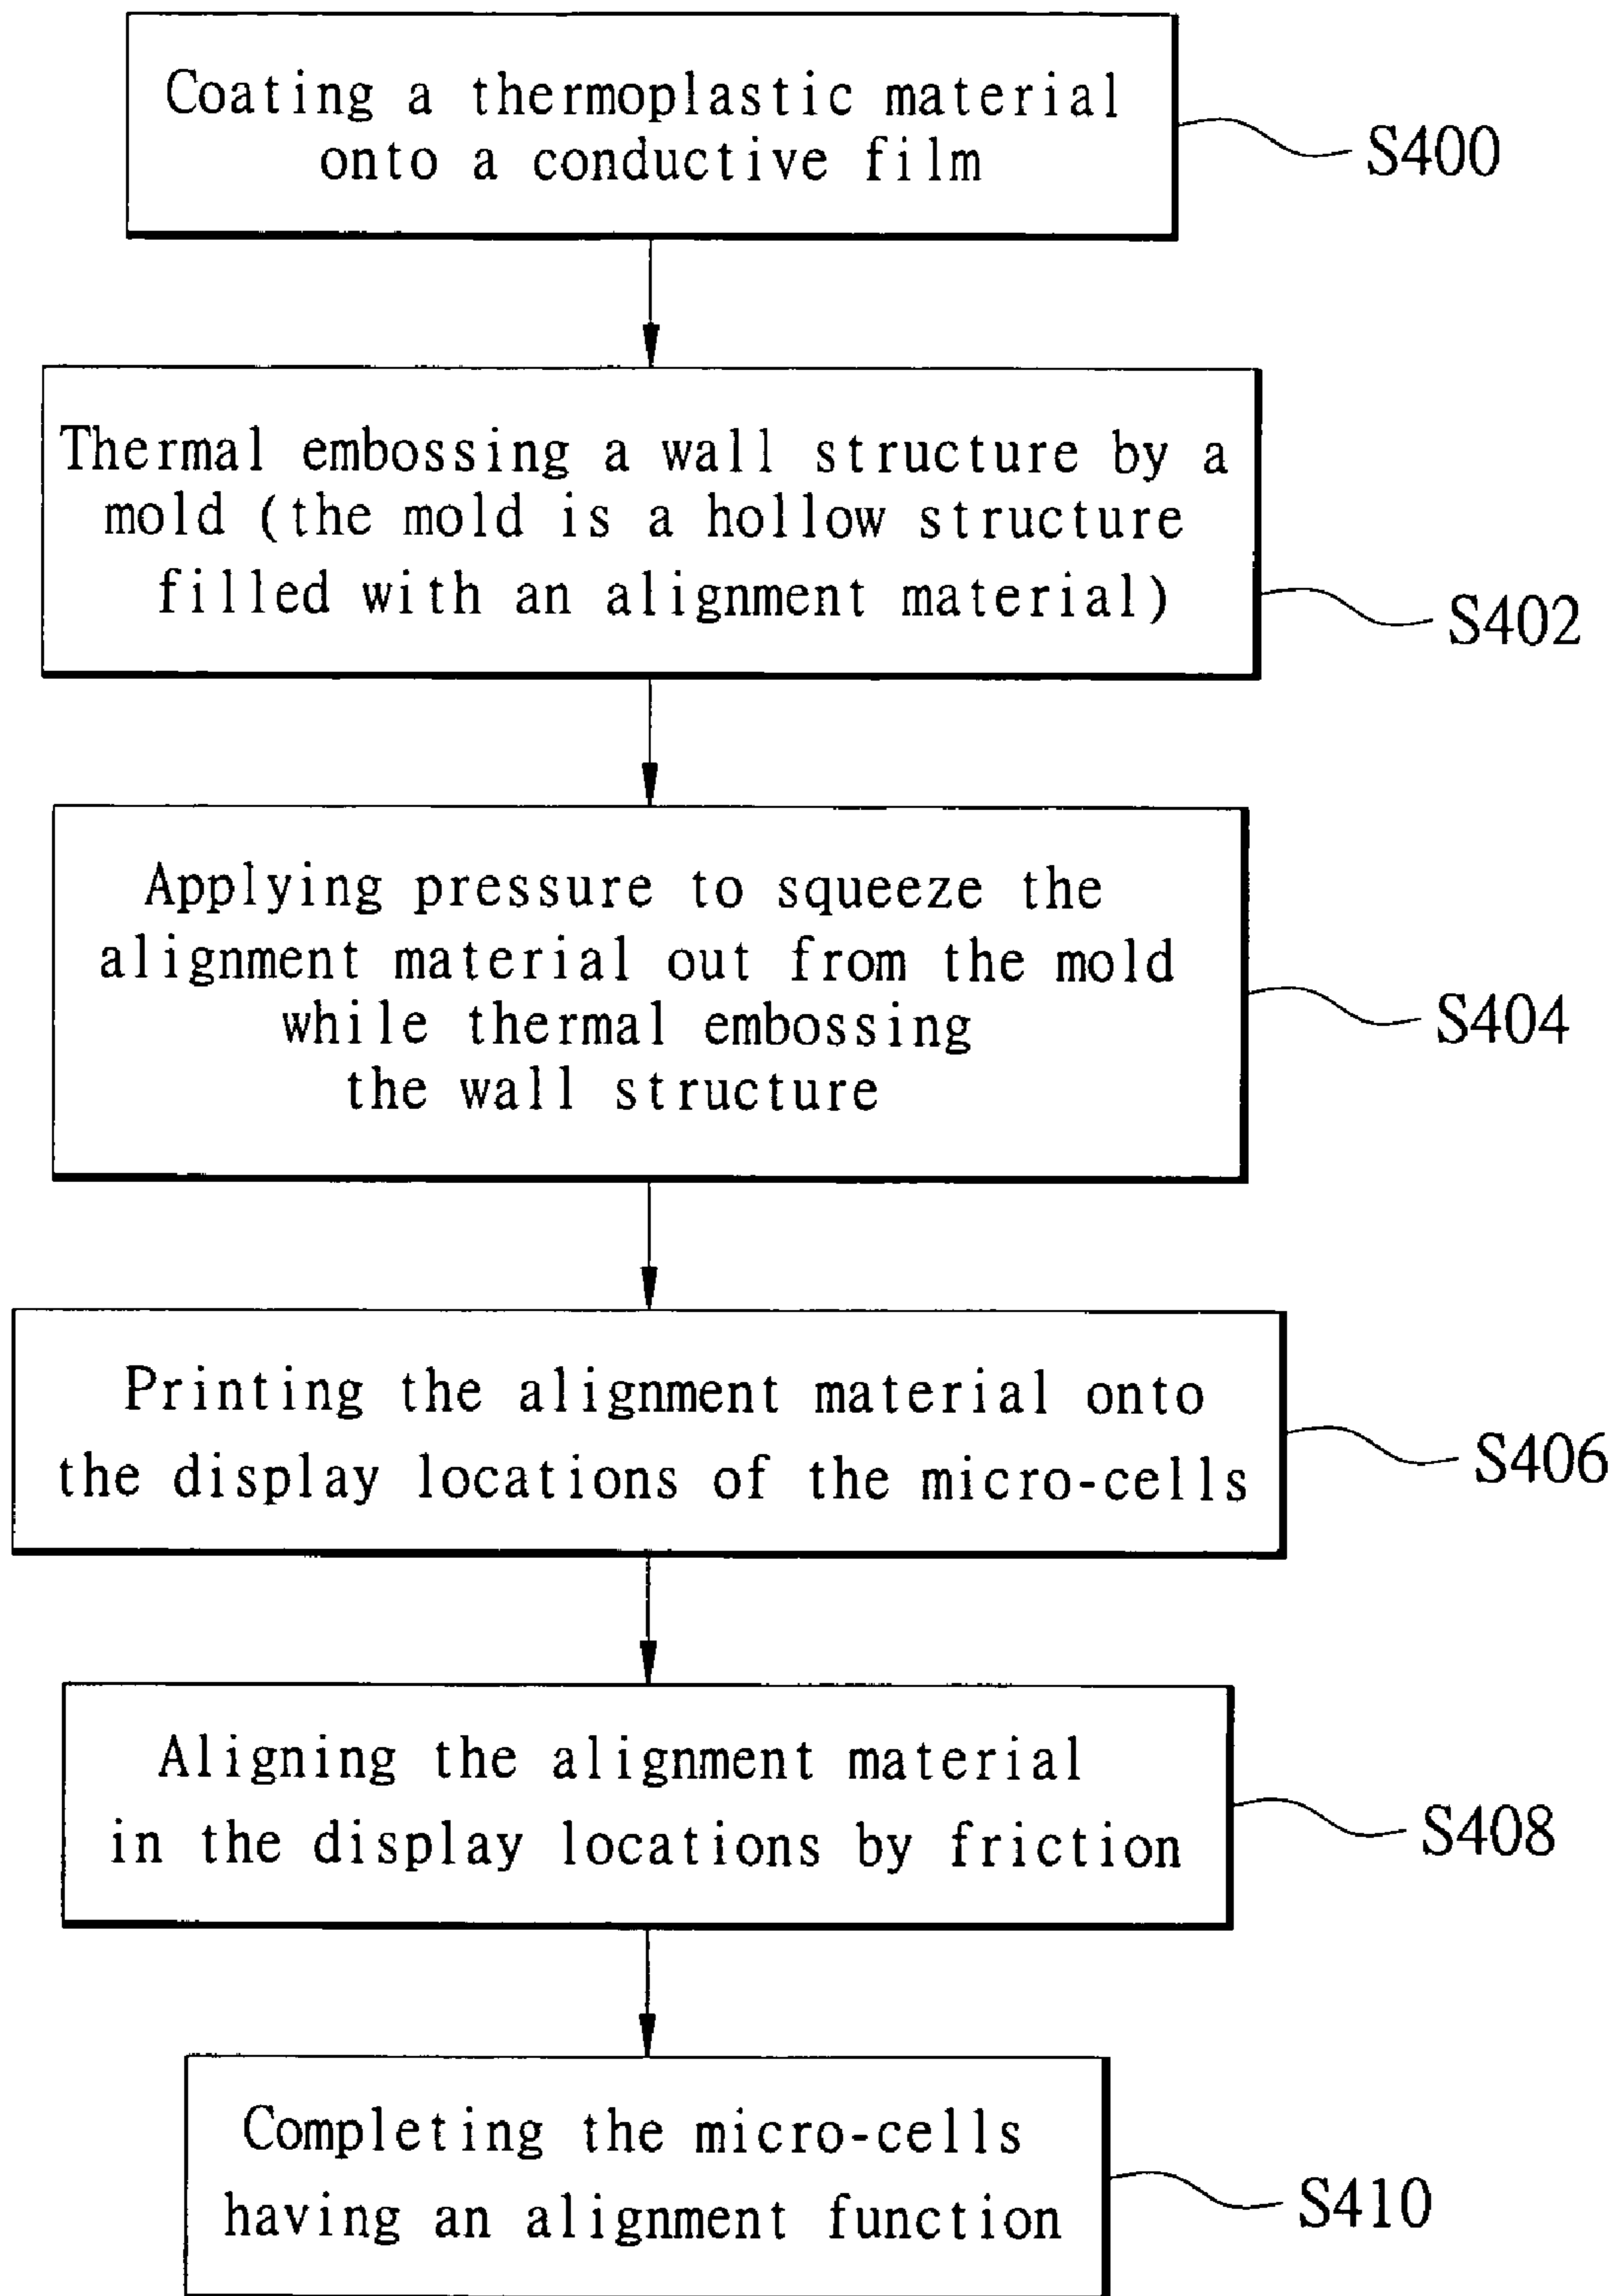 Coating a thermoplastic material
onto a conductive film
S400
Thermal embossing a wall structure by a
mold (the mold is a hollow structure
filled with an alignment material)
S402
Applying pressure to squeeze the
alignment material out from the mold
while thermal embossing
the wall structure
S404
Printing the alignment material onto
the display locations of the micro-cells
S406
Aligning the alignment material
in the display locations by friction
S408
Completing the micro-cells
having an alignment function
S410